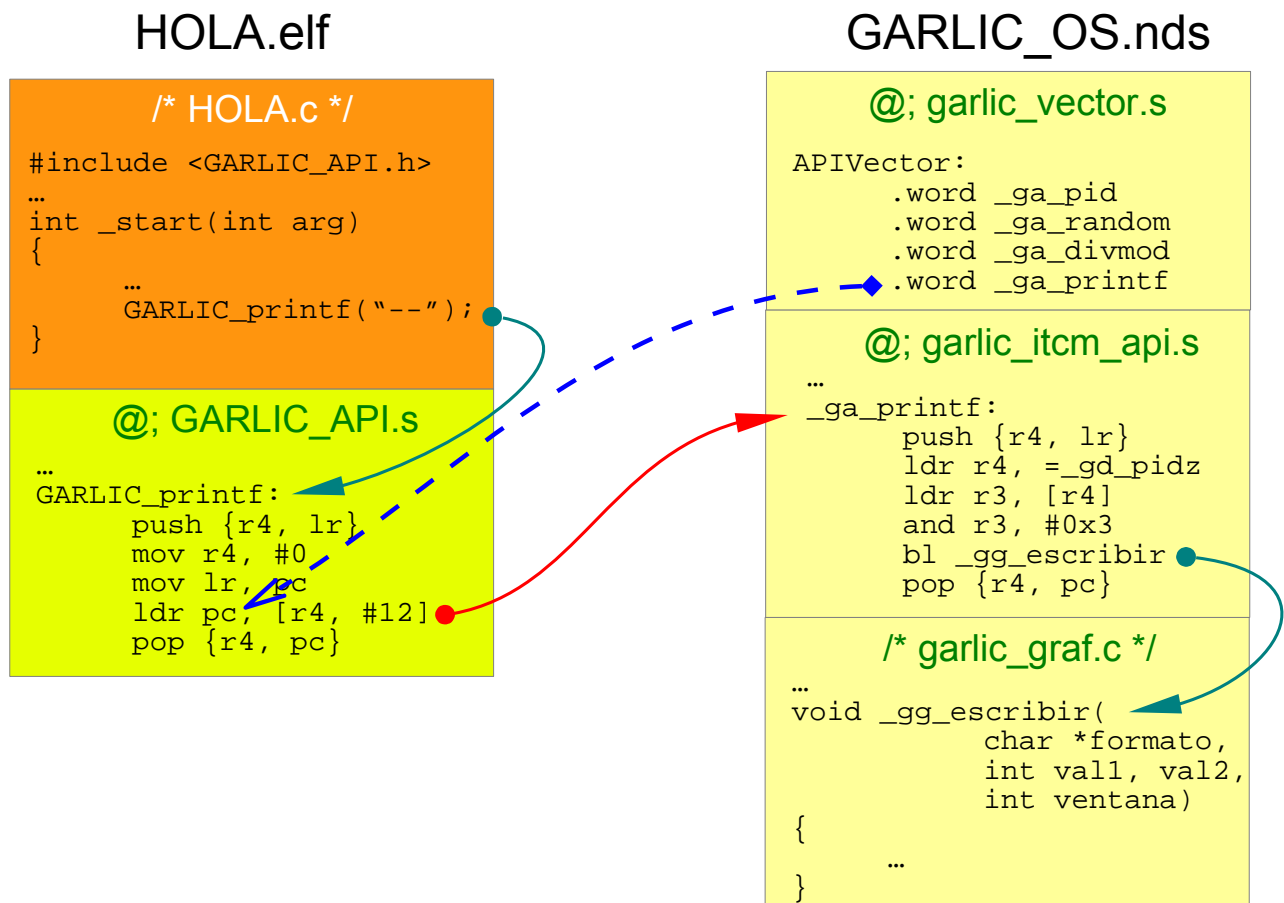 HOLA.elf
/* HOLA.c */
#include <GARLIC_API.h>
…
int _start(int arg)
{
…
GARLIC_printf(“--”);
}
@; GARLIC_API.s
…
GARLIC_printf:
push {r4, lr}
mov r4, #0
mov lr, pc
ldr pc, [r4, #12]
pop {r4, pc}
GARLIC_OS.nds
@; garlic_vector.s
APIVector:
.word _ga_pid
.word _ga_random
.word _ga_divmod
.word _ga_printf
@; garlic_itcm_api.s
…
_ga_printf:
push {r4, lr}
ldr r4, =_gd_pidz
ldr r3, [r4]
and r3, #0x3
bl _gg_escribir
pop {r4, pc}
/* garlic_graf.c */
…
void _gg_escribir(
char *formato,
int val1, val2,
int ventana)
{
…
}